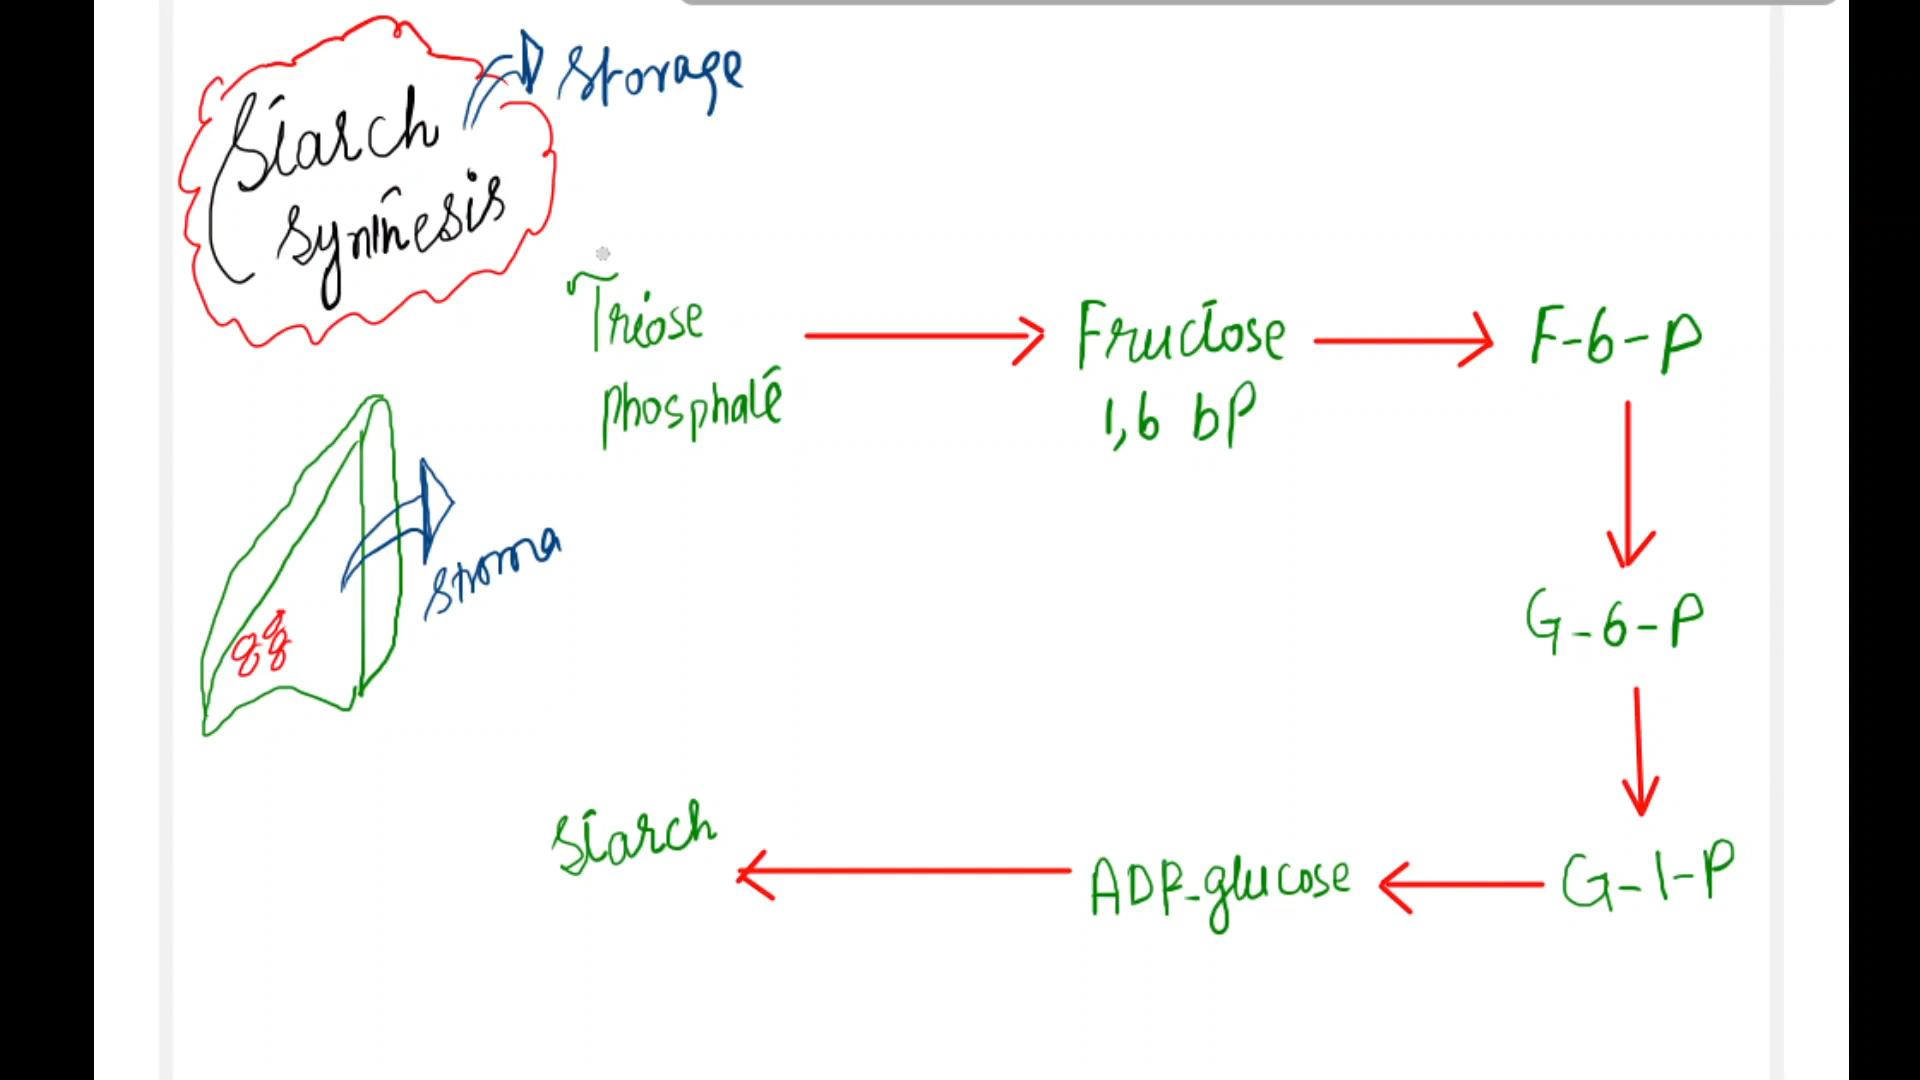 Starch
synthesis
Storage
Triose
phosphate
Fructose
1,6 bP
F-6-P
G-6-P
G-1-P
ADP-glucose
Starch
Stroma